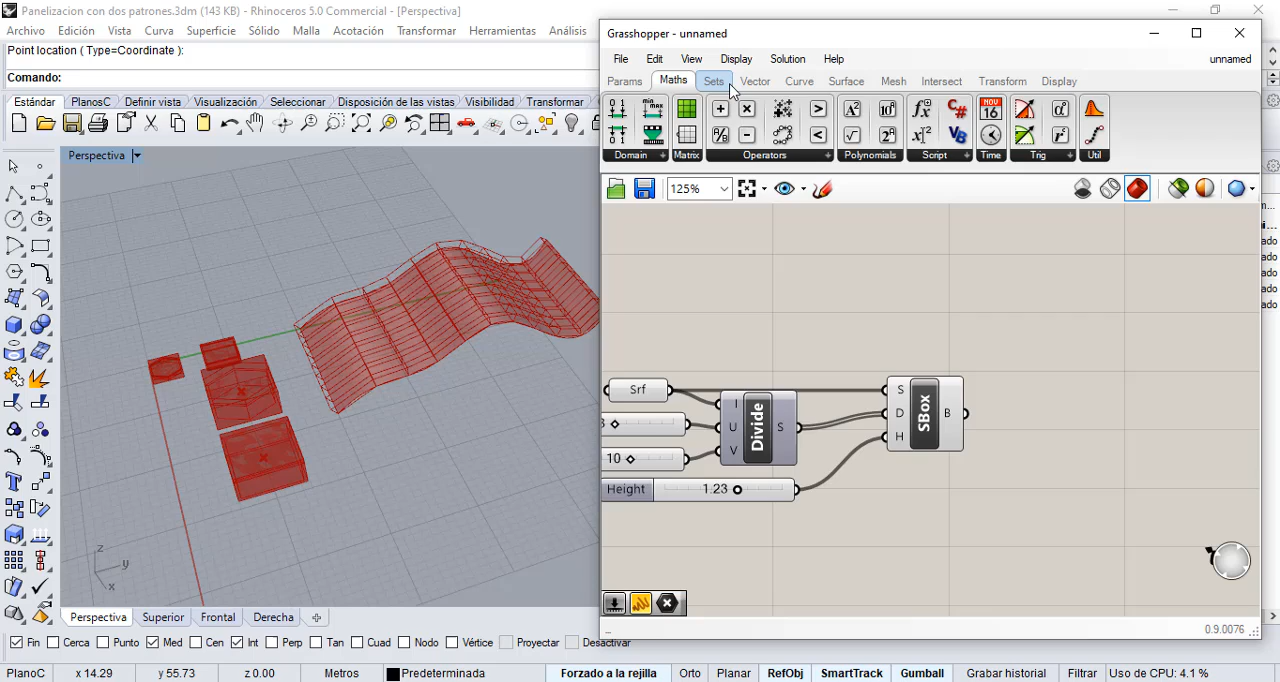 Panelizacion con dos patrones.3dm (143 KB) - Rhinoceros 5.0 Commercial - [Perspectiva]
Archivo Edición Vista Curva Superficie Sólido Malla Acotación Transformar Herramientas Análisis
Point location ( Type=Coordinate ):
Comando:
Estándar PlanosC Definir vista Visualización Seleccionar Disposición de las vistas Visibilidad Transformar
Perspectiva
z
y
x
Perspectiva Superior Frontal Derecha
Grasshopper - unnamed
File Edit View Display Solution Help unnamed
Params Maths Sets Vector Curve Surface Mesh Intersect Transform Display
Domain Matrix Operators Polynomials Script Time Trig Util
125%
Srf
I
U
V
Divide
S
10
Height 1.23
S
D
H
SBox
B
0.9.0076
Fin Cerca Punto Med Cen Int Perp Tan Cuad Nodo Vértice Proyectar Desactivar
PlanoC x 14.29 y 55.73 z 0.00 Metros Predeterminada Forzado a la rejilla Orto Planar RefObj SmartTrack Gumball Grabar historial Filtrar Uso de CPU: 4.1 %